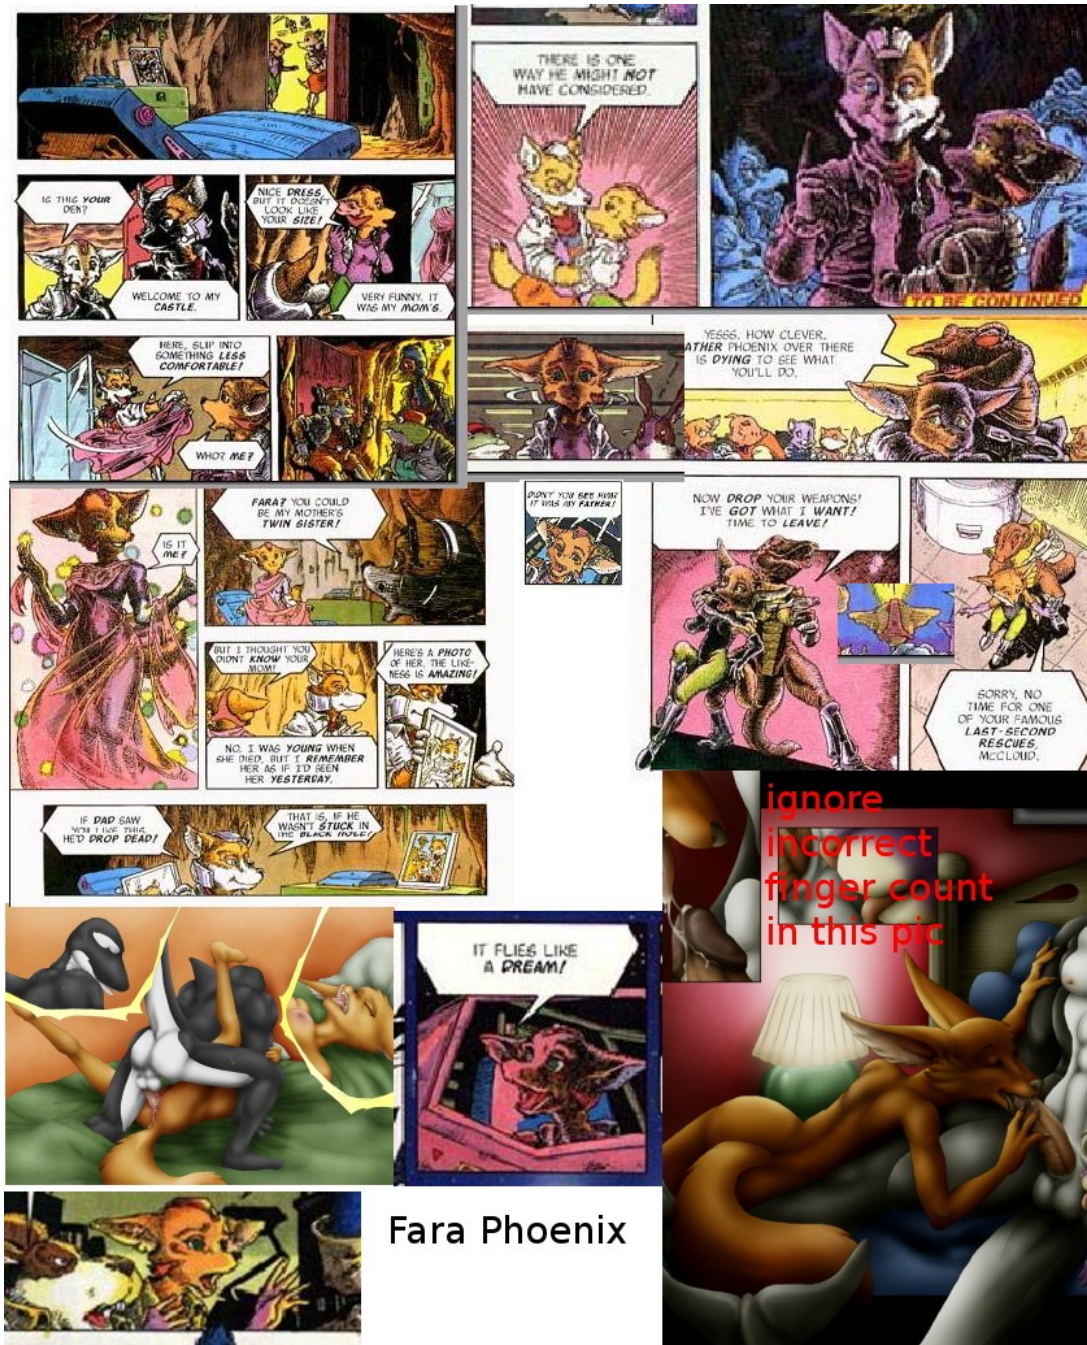 IS THIS YOUR
DEN?
WELCOME TO MY
CASTLE.
NICE DRESS,
BUT IT DOESN'T
LOOK LIKE
YOUR SIZE!
VERY FUNNY. IT
WAS MY MOM'S.
HERE, SLIP INTO
SOMETHING LESS
COMFORTABLE!
WHO? ME?
THERE IS ONE
WAY HE MIGHT NOT
HAVE CONSIDERED.
TO BE CONTINUED
YESSS. HOW CLEVER.
ATHER PHOENIX OVER THERE
IS DYING TO SEE WHAT
YOU'LL DO.
IS IT
ME?
FARA? YOU COULD
BE MY MOTHER'S
TWIN SISTER!
BUT I THOUGHT YOU
DIDN'T KNOW YOUR
MOM!
NO. I WAS YOUNG WHEN
SHE DIED, BUT I REMEMBER
HER AS IF I'D SEEN
HER YESTERDAY.
HERE'S A PHOTO
OF HER. THE LIKE-
NESS IS AMAZING!
IF DAD SAW
YOU LIKE THIS,
HE'D DROP DEAD!
THAT IS, IF HE
WASN'T STUCK IN
THE BLACK HOLE!
DIDN'T YOU SEE HIM?
IT WAS MY FATHER!
NOW DROP YOUR WEAPONS!
I'VE GOT WHAT I WANT!
TIME TO LEAVE!
SORRY, NO
TIME FOR ONE
OF YOUR FAMOUS
LAST-SECOND
RESCUES,
MCCLOUD.
ignore
incorrect
finger count
in this pic
IT FLIES LIKE
A DREAM!
Fara Phoenix